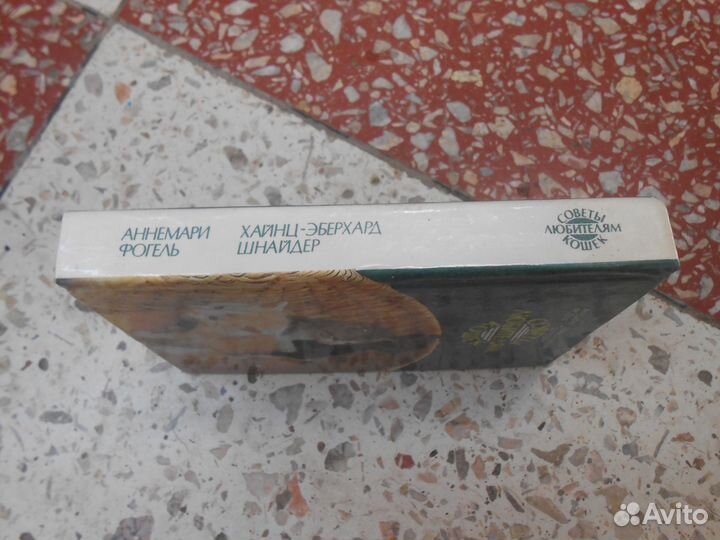 АННЕМАРИ
ФОГЕЛЬ
ХАЙНЦ-ЭБЕРХАРД
ШНАЙДЕР
СОВЕТЫ
ЛЮБИТЕЛЯМ
КОШЕК
Avito